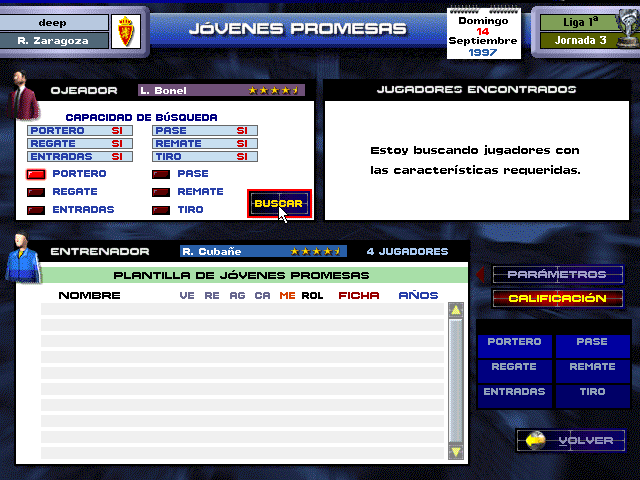 deep
R. Zaragoza
JÓVENES PROMESAS
Domingo
14
Septiembre
1997
Liga 1ª
Jornada 3
OJEADOR
L. Bonel
CAPACIDAD DE BÚSQUEDA
PORTERO SI PASE SI
REGATE SI REMATE SI
ENTRADAS SI TIRO SI
PORTERO PASE
REGATE REMATE
ENTRADAS TIRO
BUSCAR
JUGADORES ENCONTRADOS
Estoy buscando jugadores con
las características requeridas.
ENTRENADOR
R. Cubañe
4 JUGADORES
PLANTILLA DE JÓVENES PROMESAS
NOMBRE VE RE AG CA ME ROL FICHA AÑOS
PARÁMETROS
CALIFICACIÓN
PORTERO PASE
REGATE REMATE
ENTRADAS TIRO
VOLVER